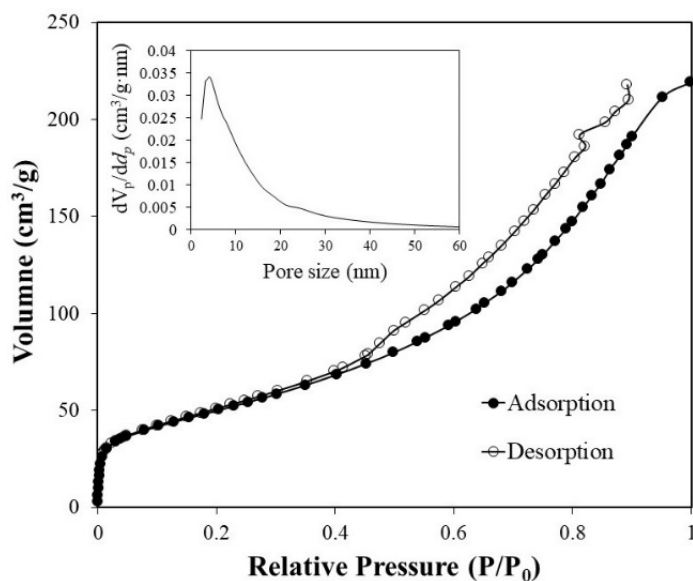 250
200
150
100
50
0
Volumne (cm³/g)
0.04
0.035
0.03
0.025
0.02
0.015
0.01
0.005
0
dVₚ/ddₚ (cm³/g·nm)
0 10 20 30 40 50 60
Pore size (nm)
Adsorption
Desorption
0 0.2 0.4 0.6 0.8 1
Relative Pressure (P/P₀)